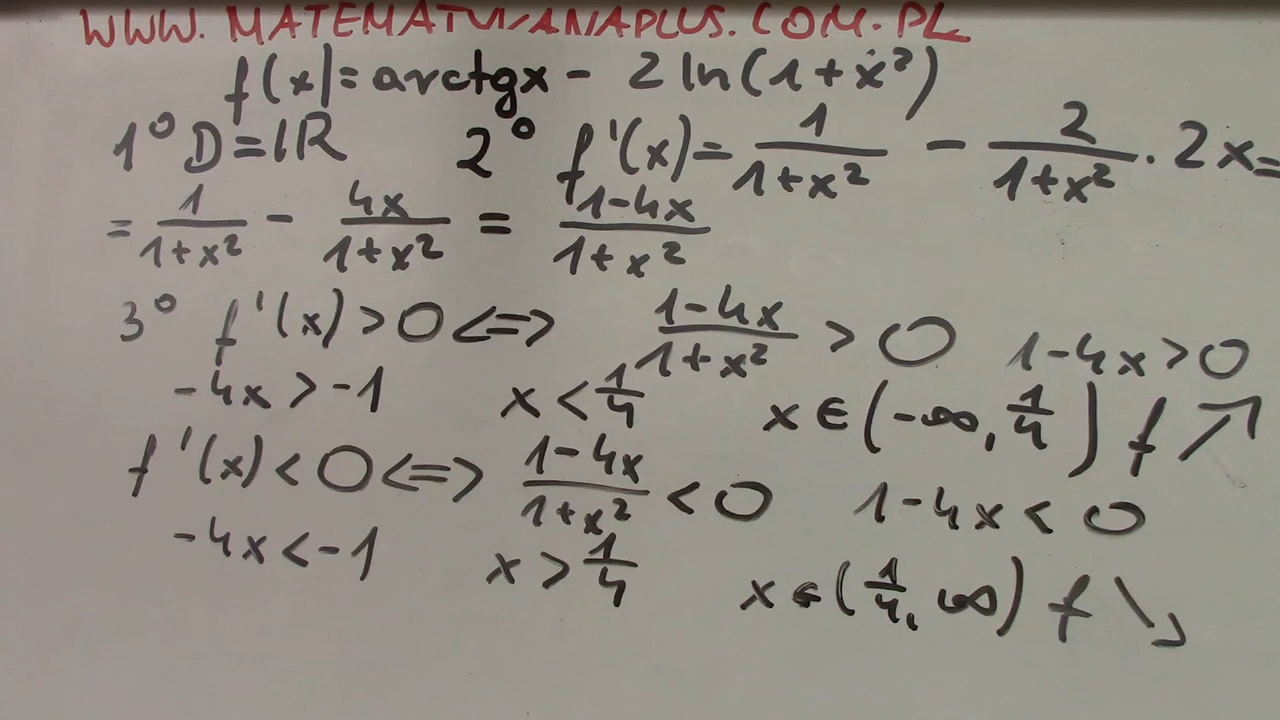 WWW.MATEMATYKANAPLUS.COM.PL
f(x)=arctgx - 2ln(1+x²)
1° D=ℝ 2° f'(x)= 1/(1+x²) - 2/(1+x²) · 2x=
= 1/(1+x²) - 4x/(1+x²) = (1-4x)/(1+x²)
3° f'(x)>0 <=> (1-4x)/(1+x²) > 0 1-4x>0
-4x>-1 x<1/4 x∈(-∞, 1/4) f ↗
f'(x)<0 <=> (1-4x)/(1+x²) < 0 1-4x<0
-4x<-1 x>1/4 x∈(1/4, ∞) f ↘